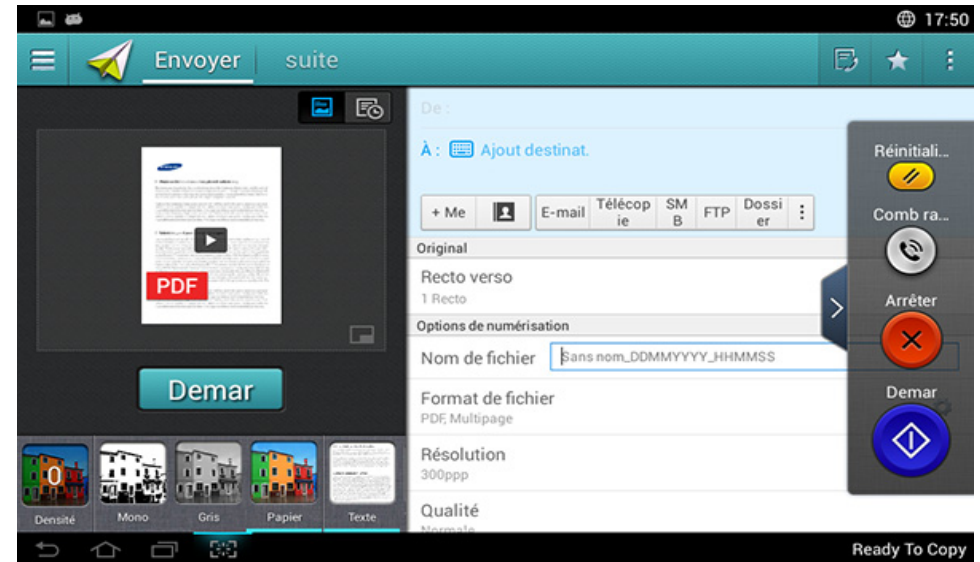 17:50
Envoyer
suite
De :
À :
Ajout destinat.
+ Me
E-mail
Télécop
ie
SM
B
FTP
Dossi
er
Original
Recto verso
1 Recto
Options de numérisation
Nom de fichier
Sans nom_DDMMYYYY_HHMMSS
Format de fichier
PDF, Multipage
Résolution
300ppp
Qualité
Normale
PDF
Demar
0
Densité
Mono
Gris
Papier
Texte
Réinitiali...
Comb ra...
Arrêter
Demar
Ready To Copy